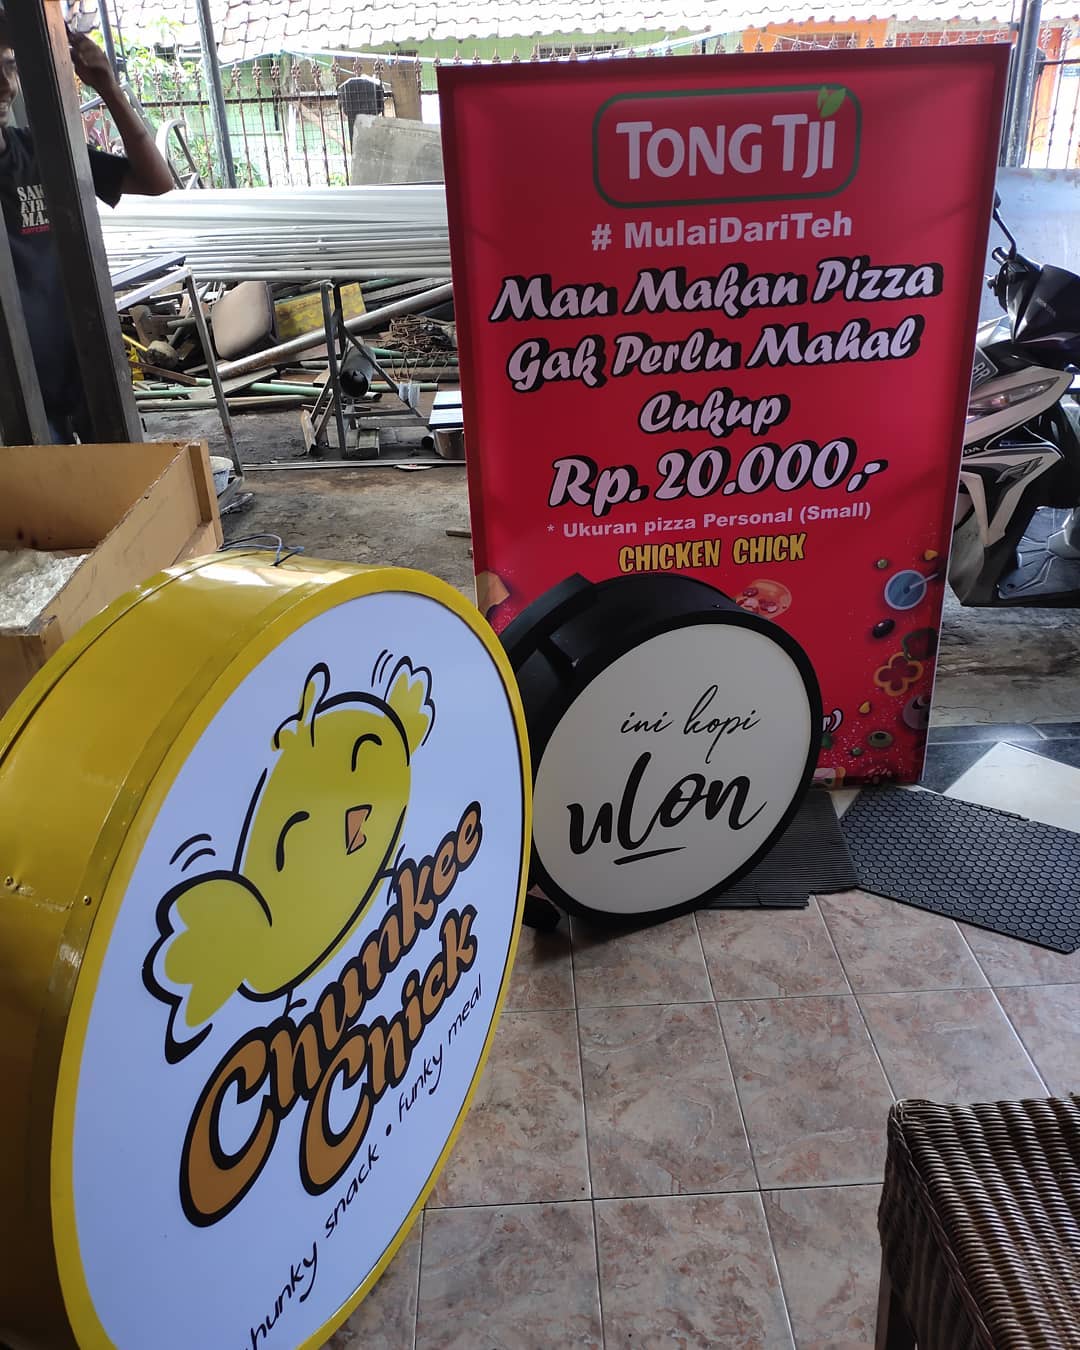 TONG TJI
# MulaiDariTeh
Mau Makan Pizza
Gak Perlu Mahal
Cukup
Rp. 20.000,-
* Ukuran pizza Personal (Small)
CHICKEN CHICK
ini kopi
ulon
Chunkee
Chick
hunky snack • funky meal